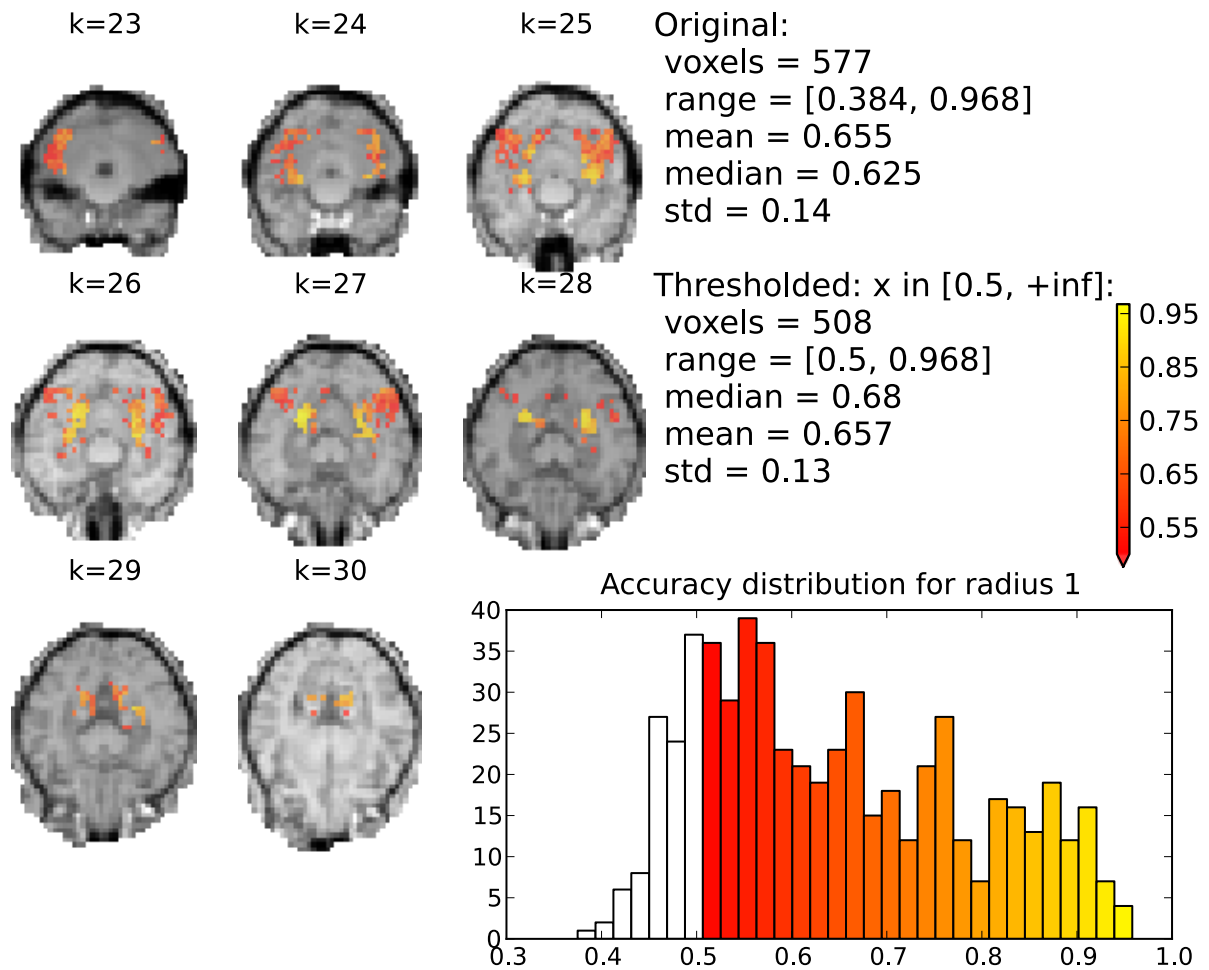 k=23
k=24
k=25
Original:
voxels = 577
range = [0.384, 0.968]
mean = 0.655
median = 0.625
std = 0.14
k=26
k=27
k=28
Thresholded: x in [0.5, +inf]:
voxels = 508
range = [0.5, 0.968]
median = 0.68
mean = 0.657
std = 0.13
0.95
0.85
0.75
0.65
0.55
k=29
k=30
Accuracy distribution for radius 1
40
35
30
25
20
15
10
5
0
0.3 0.4 0.5 0.6 0.7 0.8 0.9 1.0